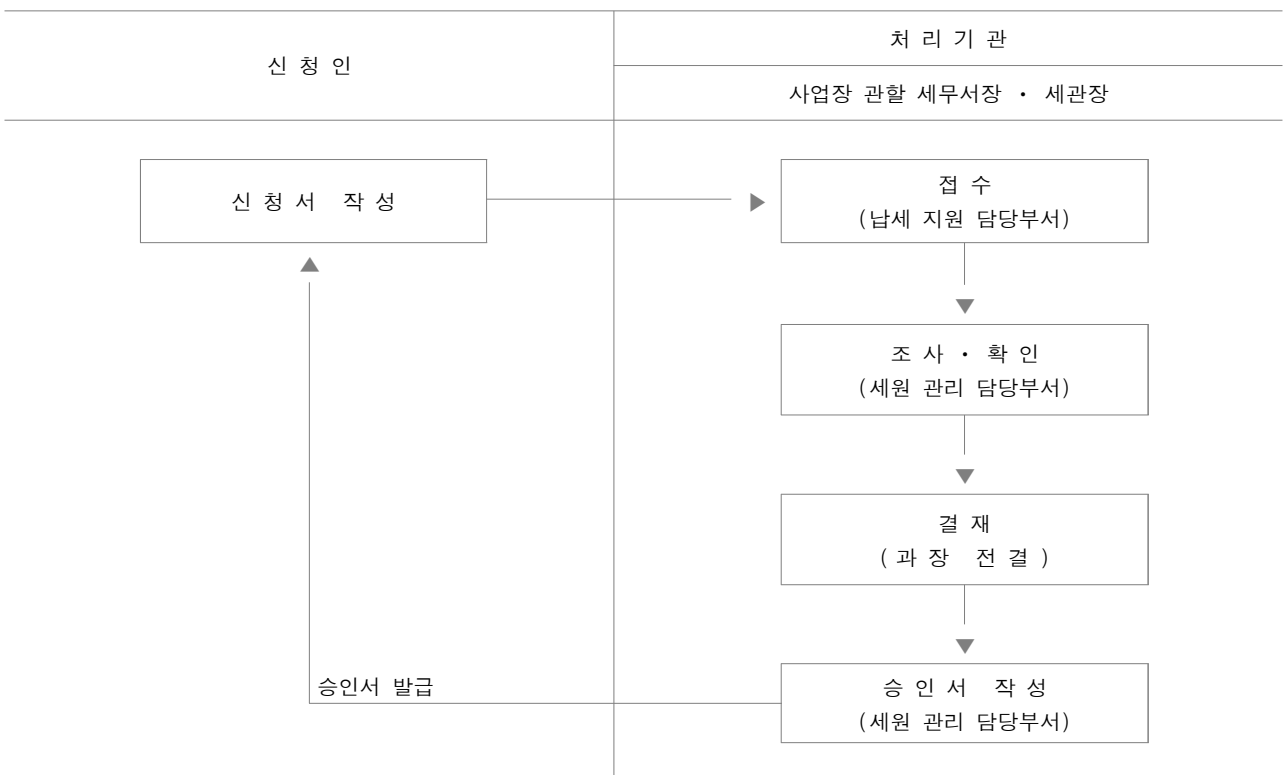 신 청 인
처 리 기 관
사업장 관할 세무서장 · 세관장
신 청 서 작 성
접 수
(납세 지원 담당부서)
조 사 · 확 인
(세원 관리 담당부서)
결 재
( 과 장 전 결 )
승인서 발급
승 인 서 작 성
(세원 관리 담당부서)